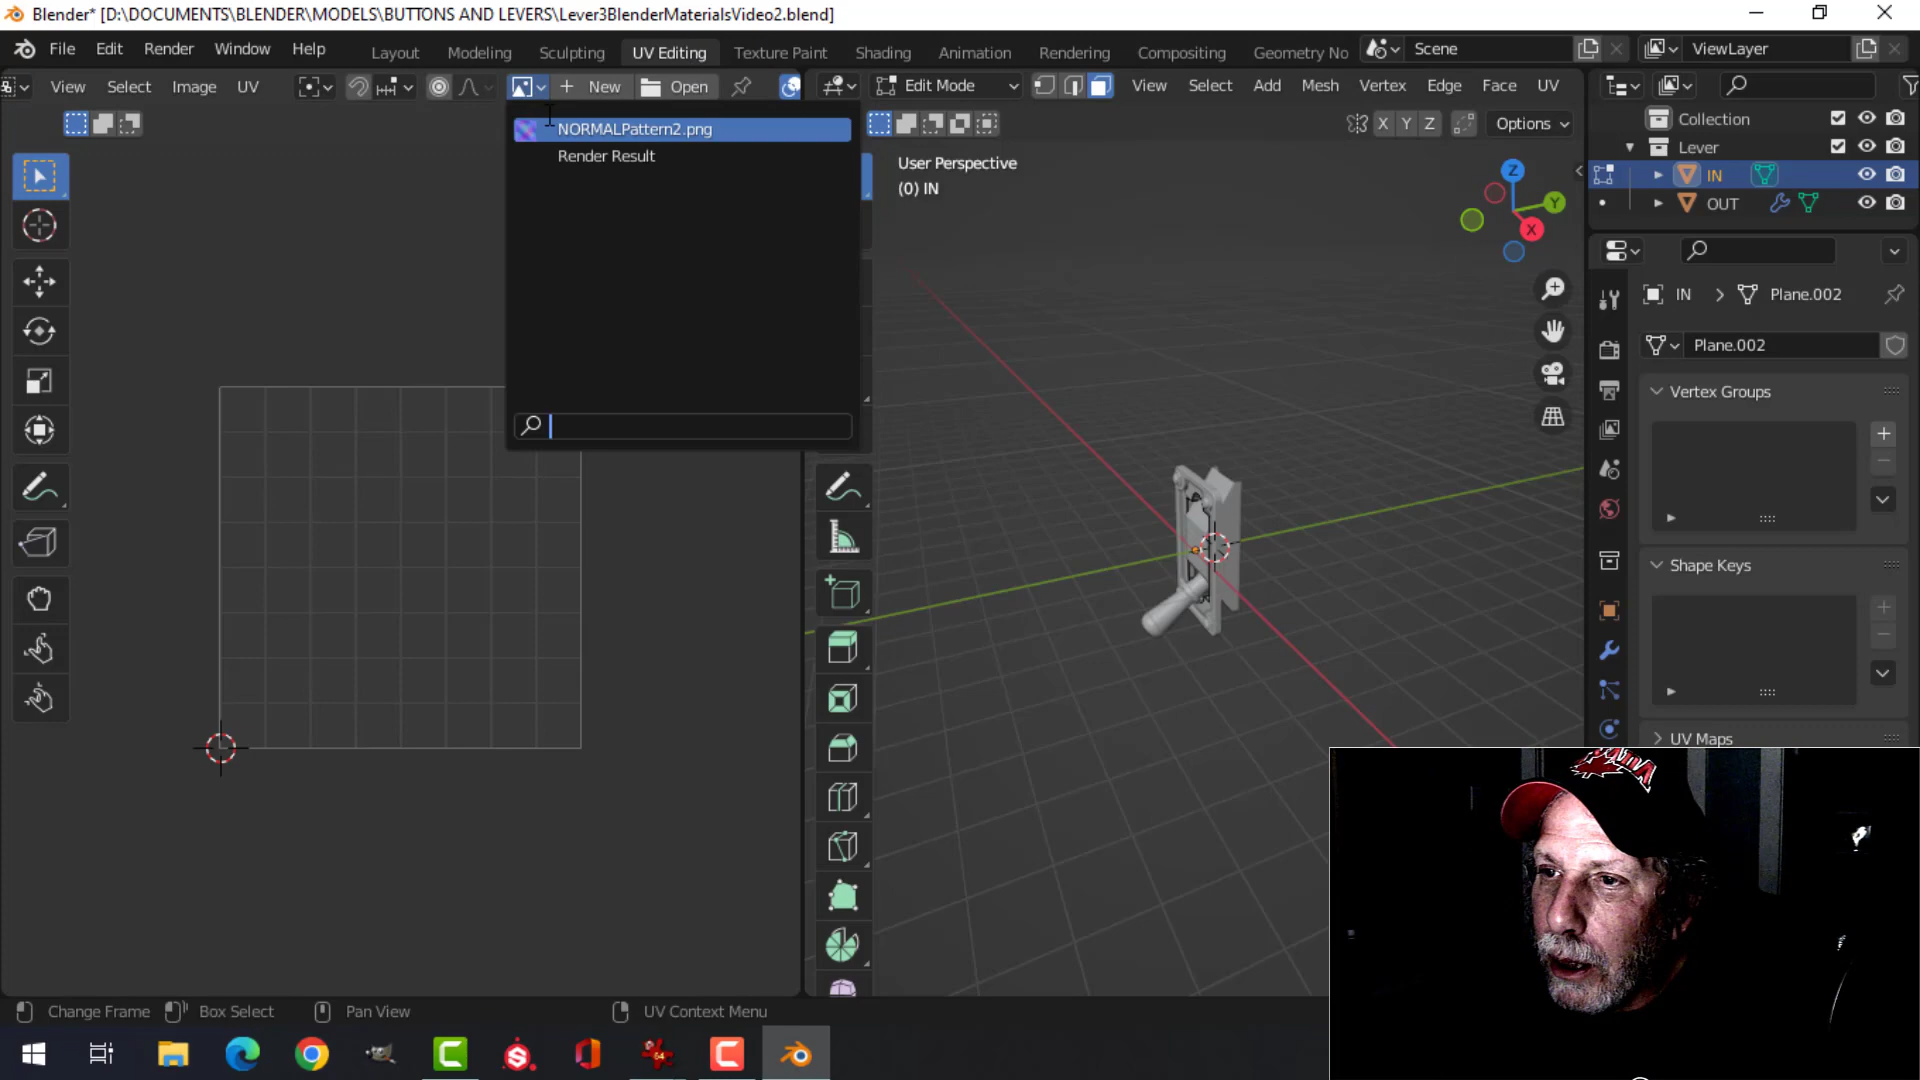 Blender* [D:\DOCUMENTS\BLENDER\MODELS\BUTTONS AND LEVERS\Lever3BlenderMaterialsVideo2.blend]
File Edit Render Window Help Layout Modeling Sculpting UV Editing Texture Paint Shading Animation Rendering Compositing Geometry No Scene ViewLayer
View Select Image UV New Open Edit Mode View Select Add Mesh Vertex Edge Face UV
X Y Z Options
Collection
NORMALPattern2.png
Render Result
Lever
User Perspective
(0) IN
IN
OUT
Z
Y
X
IN > Plane.002
Plane.002
Vertex Groups
Shape Keys
UV Maps
Change Frame Box Select Pan View UV Context Menu